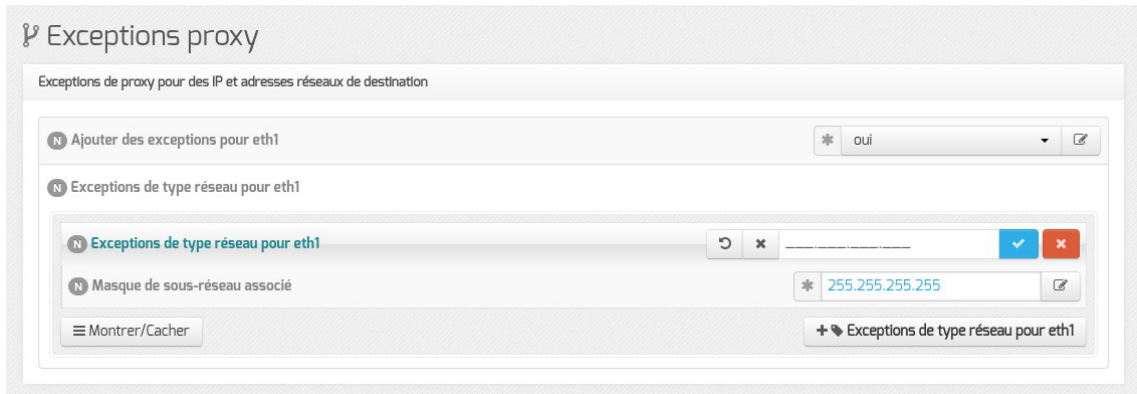 Exceptions proxy
Exceptions de proxy pour des IP et adresses réseaux de destination
N Ajouter des exceptions pour eth1
oui
N Exceptions de type réseau pour eth1
N Exceptions de type réseau pour eth1
___.___.___.___
N Masque de sous-réseau associé
255.255.255.255
Montrer/Cacher
Exceptions de type réseau pour eth1